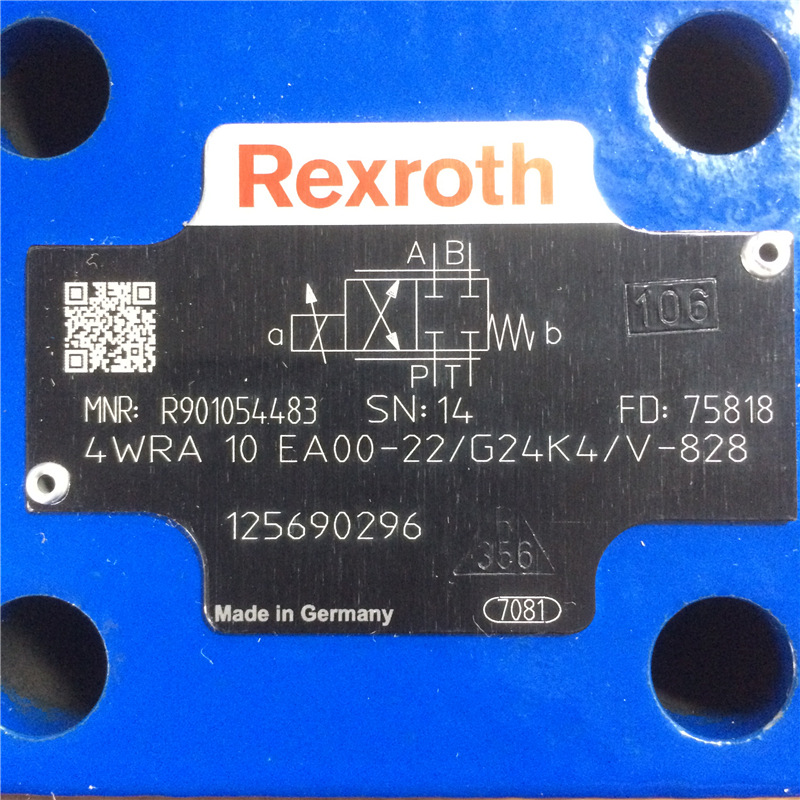 Rexroth
A B
106
a b
P T
MNR: R901054483 SN: 14 FD: 75818
4WRA 10 EA00-22/G24K4/V-828
125690296
356
Made in Germany
7081